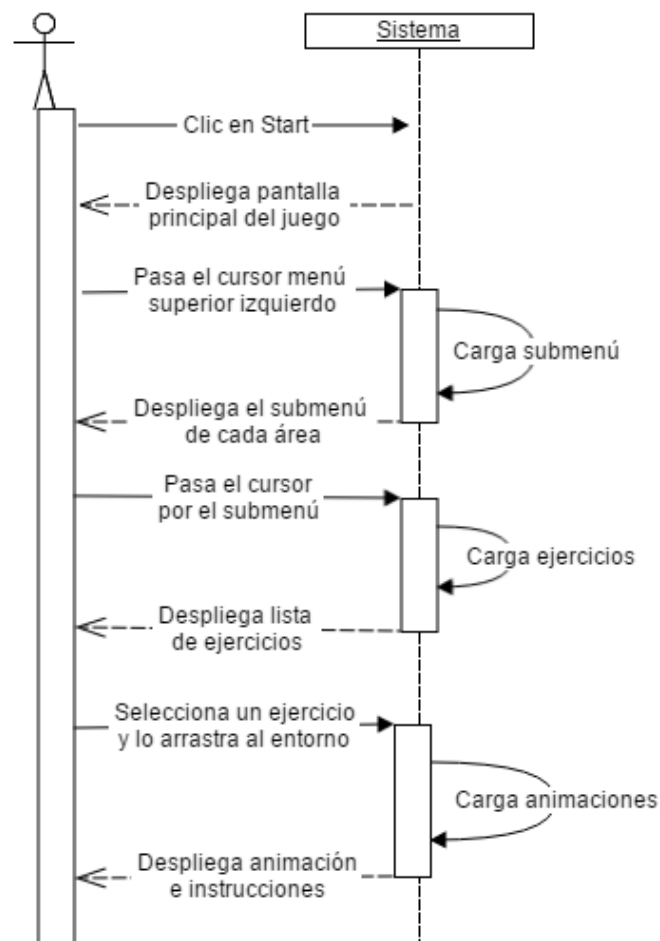 Sistema
Clic en Start
Despliega pantalla
principal del juego
Pasa el cursor menú
superior izquierdo
Carga submenú
Despliega el submenú
de cada área
Pasa el cursor
por el submenú
Carga ejercicios
Despliega lista
de ejercicios
Selecciona un ejercicio
y lo arrastra al entorno
Carga animaciones
Despliega animación
e instrucciones